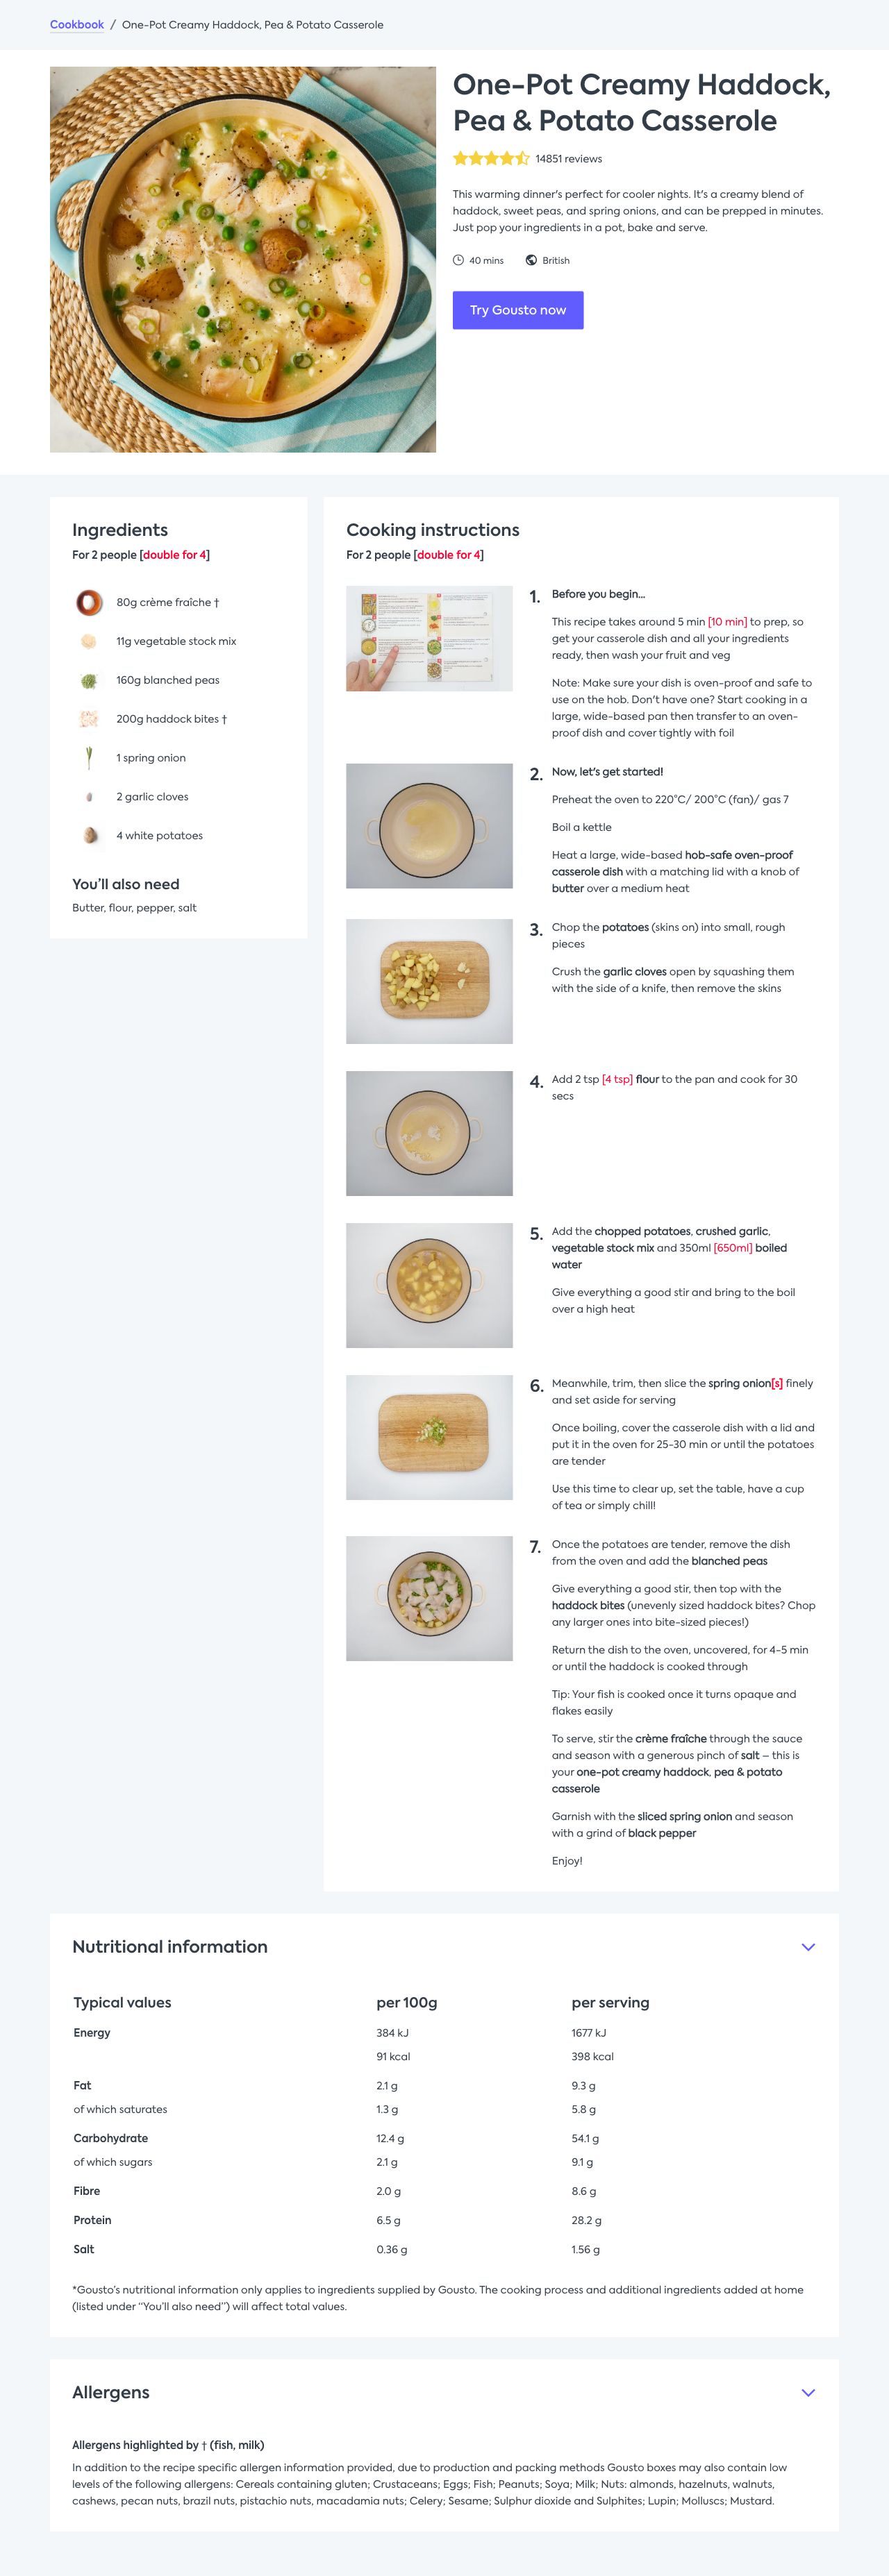 Cookbook / One-Pot Creamy Haddock, Pea & Potato Casserole
One-Pot Creamy Haddock,
Pea & Potato Casserole
14851 reviews
This warming dinner's perfect for cooler nights. It's a creamy blend of
haddock, sweet peas, and spring onions, and can be prepped in minutes.
Just pop your ingredients in a pot, bake and serve.
40 mins British
Try Gousto now
Ingredients
For 2 people [double for 4]
80g crème fraîche †
11g vegetable stock mix
160g blanched peas
200g haddock bites †
1 spring onion
2 garlic cloves
4 white potatoes
You'll also need
Butter, flour, pepper, salt
Cooking instructions
For 2 people [double for 4]
1. Before you begin...
This recipe takes around 5 min [10 min] to prep, so
get your casserole dish and all your ingredients
ready, then wash your fruit and veg
Note: Make sure your dish is oven-proof and safe to
use on the hob. Don't have one? Start cooking in a
large, wide-based pan then transfer to an oven-
proof dish and cover tightly with foil
2. Now, let's get started!
Preheat the oven to 220°C/ 200°C (fan)/ gas 7
Boil a kettle
Heat a large, wide-based hob-safe oven-proof
casserole dish with a matching lid with a knob of
butter over a medium heat
3. Chop the potatoes (skins on) into small, rough
pieces
Crush the garlic cloves open by squashing them
with the side of a knife, then remove the skins
4. Add 2 tsp [4 tsp] flour to the pan and cook for 30
secs
5. Add the chopped potatoes, crushed garlic,
vegetable stock mix and 350ml [650ml] boiled
water
Give everything a good stir and bring to the boil
over a high heat
6. Meanwhile, trim, then slice the spring onion[s] finely
and set aside for serving
Once boiling, cover the casserole dish with a lid and
put it in the oven for 25-30 min or until the potatoes
are tender
Use this time to clear up, set the table, have a cup
of tea or simply chill!
7. Once the potatoes are tender, remove the dish
from the oven and add the blanched peas
Give everything a good stir, then top with the
haddock bites (unevenly sized haddock bites? Chop
any larger ones into bite-sized pieces!)
Return the dish to the oven, uncovered, for 4-5 min
or until the haddock is cooked through
Tip: Your fish is cooked once it turns opaque and
flakes easily
To serve, stir the crème fraîche through the sauce
and season with a generous pinch of salt – this is
your one-pot creamy haddock, pea & potato
casserole
Garnish with the sliced spring onion and season
with a grind of black pepper
Enjoy!
Nutritional information
Typical values per 100g per serving
Energy 384 kJ 1677 kJ
91 kcal 398 kcal
Fat 2.1 g 9.3 g
of which saturates 1.3 g 5.8 g
Carbohydrate 12.4 g 54.1 g
of which sugars 2.1 g 9.1 g
Fibre 2.0 g 8.6 g
Protein 6.5 g 28.2 g
Salt 0.36 g 1.56 g
*Gousto's nutritional information only applies to ingredients supplied by Gousto. The cooking process and additional ingredients added at home
(listed under "You'll also need") will affect total values.
Allergens
Allergens highlighted by † (fish, milk)
In addition to the recipe specific allergen information provided, due to production and packing methods Gousto boxes may also contain low
levels of the following allergens: Cereals containing gluten; Crustaceans; Eggs; Fish; Peanuts; Soya; Milk; Nuts: almonds, hazelnuts, walnuts,
cashews, pecan nuts, brazil nuts, pistachio nuts, macadamia nuts; Celery; Sesame; Sulphur dioxide and Sulphites; Lupin; Molluscs; Mustard.